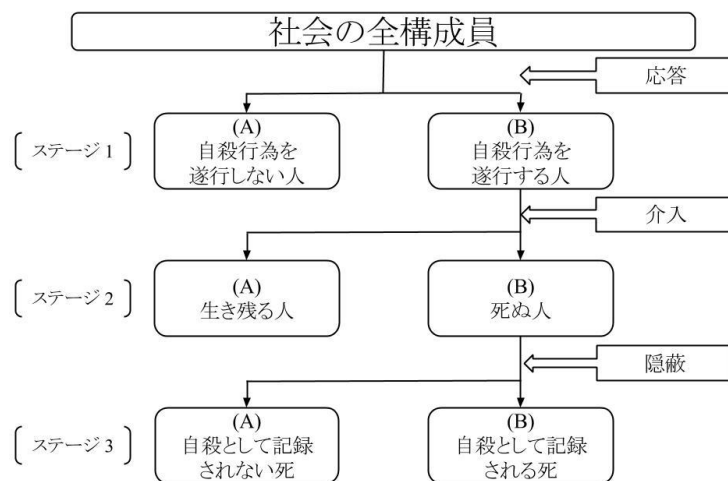 社会の全構成員
応答
〔ステージ 1〕
(A)
自殺行為を
遂行しない人
(B)
自殺行為を
遂行する人
介入
〔ステージ 2〕
(A)
生き残る人
(B)
死ぬ人
隠蔽
〔ステージ 3〕
(A)
自殺として記録
されない死
(B)
自殺として記録
される死